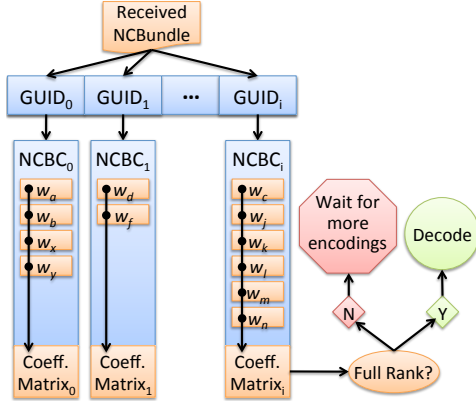 Received
NCBundle
GUID0 GUID1 ... GUIDi
NCBC0 NCBC1 NCBCi
wa wd wc
wb wf wj
wx wk
wy wl
wm
wn
Wait for
more
encodings
Decode
N Y
Coeff. Coeff. Coeff.
Matrix0 Matrix1 Matrixi
Full Rank?